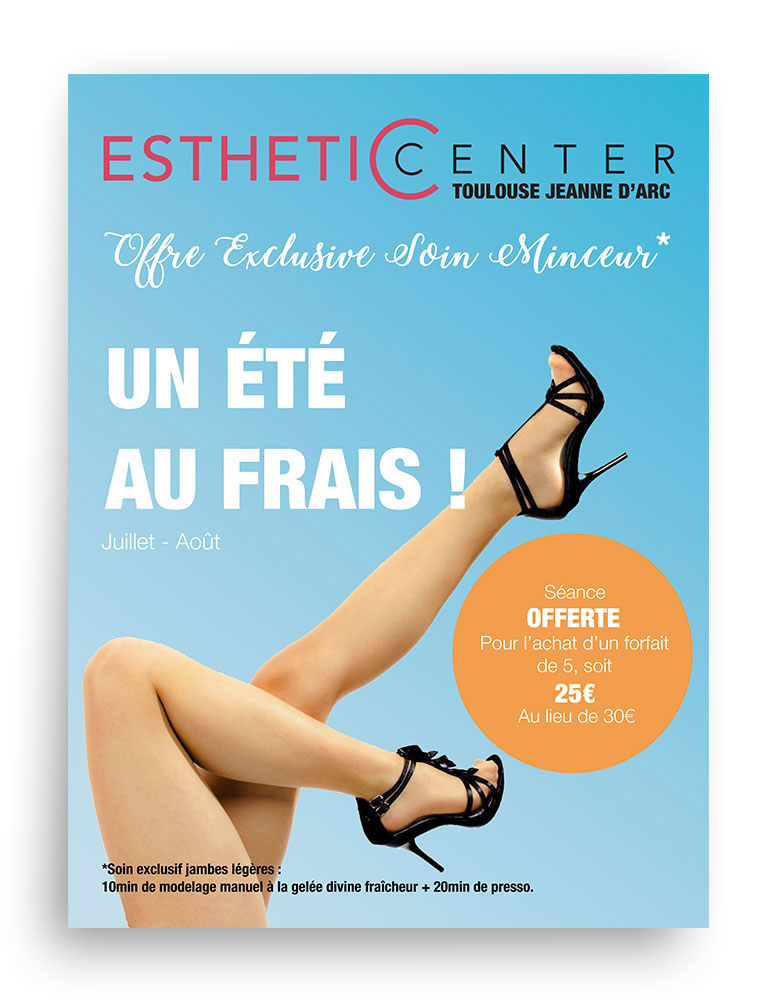 ESTHETIC CENTER
TOULOUSE JEANNE D'ARC
Offre Exclusive Soin Minceur*
UN ÉTÉ
AU FRAIS !
Juillet - Août
Séance
OFFERTE
Pour l'achat d'un forfait
de 5, soit
25€
Au lieu de 30€
*Soin exclusif jambes légères :
10min de modelage manuel à la gelée divine fraîcheur + 20min de presso.